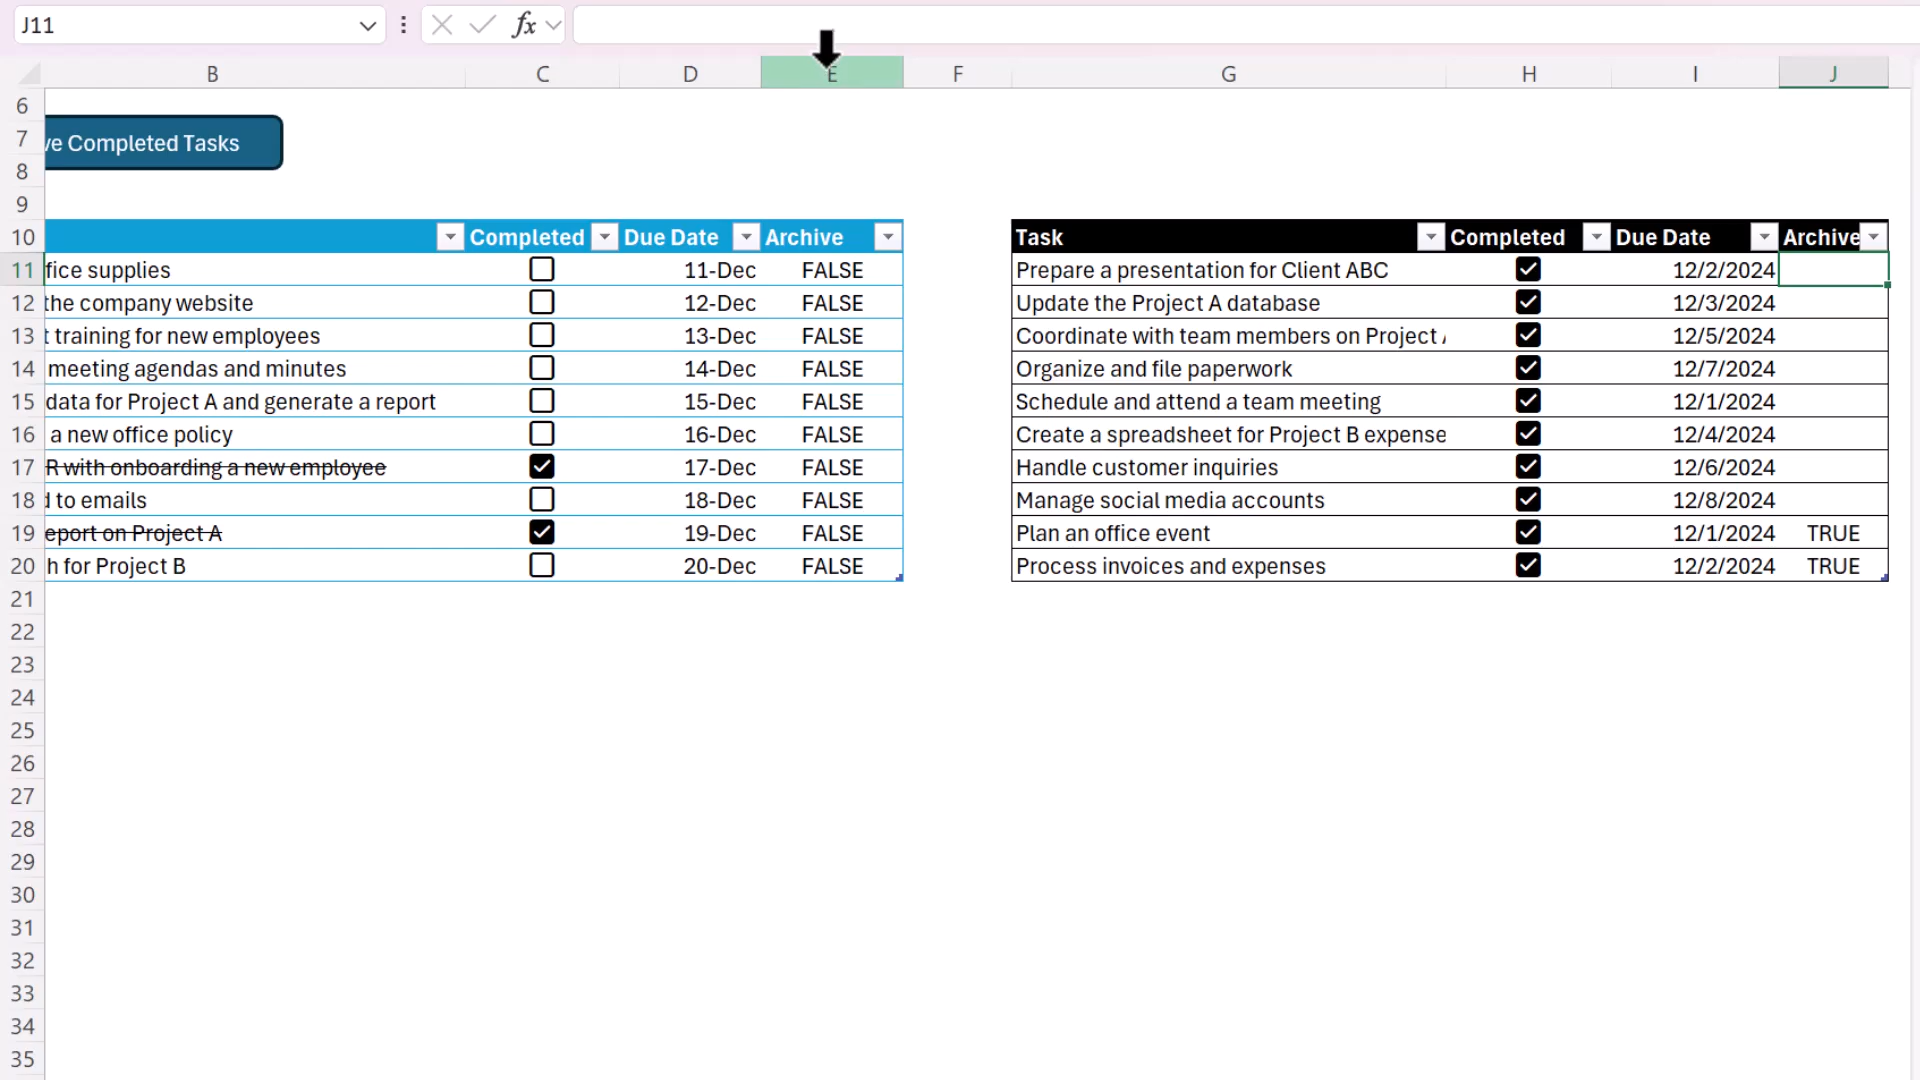 J11 fx
B C D E F G H I J
6
7 ve Completed Tasks
8
9
10 Completed Due Date Archive Task Completed Due Date Archive
11 fice supplies 11-Dec FALSE Prepare a presentation for Client ABC 12/2/2024
12 the company website 12-Dec FALSE Update the Project A database 12/3/2024
13 t training for new employees 13-Dec FALSE Coordinate with team members on Project 12/5/2024
14 meeting agendas and minutes 14-Dec FALSE Organize and file paperwork 12/7/2024
15 data for Project A and generate a report 15-Dec FALSE Schedule and attend a team meeting 12/1/2024
16 a new office policy 16-Dec FALSE Create a spreadsheet for Project B expense 12/4/2024
17 R with onboarding a new employee 17-Dec FALSE Handle customer inquiries 12/6/2024
18 d to emails 18-Dec FALSE Manage social media accounts 12/8/2024
19 eport on Project A 19-Dec FALSE Plan an office event 12/1/2024 TRUE
20 h for Project B 20-Dec FALSE Process invoices and expenses 12/2/2024 TRUE
21
22
23
24
25
26
27
28
29
30
31
32
33
34
35